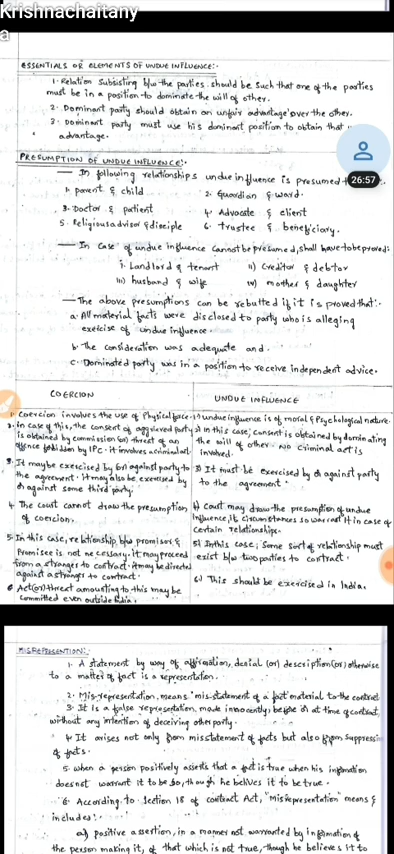 Krishnachaitany
a
ESSENTIALS OR ELEMENTS OF UNDUE INFLUENCE:-
1. Relation subsisting b/w the parties should be such that one of the parties
must be in a position to dominate the will of other.
2. Dominant party should obtain an unfair advantage over the other.
3. Dominant party must use his dominant position to obtain that
advantage.
PRESUMPTION OF UNDUE INFLUENCE:-
— In following relationships undue influence is presumed
26:57
1. parent & child 2. Guardian & ward.
3. Doctor & patient 4. Advocate & client
5. Religious advisor & disciple 6. trustee & beneficiary.
— In case of undue influence cannot be presumed, shall have to be proved:
i. Landlord & tenant ii) Creditor & debtor
iii) husband & wife iv) mother & daughter
— The above presumptions can be rebutted if it is proved that:-
a. All material facts were disclosed to party who is alleging
exercise of undue influence.
b. The consideration was adequate and.
c. Dominated party was in a position to receive independent advice.
COERCION
UNDUE INFLUENCE
1. Coercion involves the use of Physical force
2. In case of this, the consent of aggrieved party
is obtained by commission (or) threat of an
offence forbidden by IPC. it involves criminal act.
3. It may be exercised by (or) against party to
the agreement. it may also be exercised by
or against some third party.
4. The court cannot draw the presumption
of coercion.
5. In this case, relationship b/w promisor &
Promisee is not necessary. it may proceed
from a stranger to contract. it may be directed
against a stranger to contract.
6. Act (or) threat amounting to this may be
committed even outside India.
1) undue influence is of moral & Psychological nature.
2) In this case, consent is obtained by dominating
the will of other. No criminal act is
involved.
3) It must be exercised by or against party
to the agreement.
4) Court may draw the presumption of undue
influence, if circumstances so warrant it in case of
certain relationships.
5) In this case, Some sort of relationship must
exist b/w two parties to contract.
6) This should be exercised in India.
MISREPRESENTATION:-
1. A statement by way of affirmation, denial (or) description (or) otherwise
to a matter of fact is a representation.
2. Mis-representation, means "mis-statement of a fact material to the contract
3. It is a false representation, made innocently, before or at time of contract,
without any intention of deceiving other party.
4. It arises not only from misstatement of facts but also from suppressi
of facts.
5. when a person positively asserts that a fact is true when his information
does not warrant it to be so, though he belives it to be true.
6. According to Section 18 of contract Act, "Misrepresentation" means &
includes:-
a) positive assertion, in a manner not warranted by information of
the person making it, of that which is not true, though he believes it to